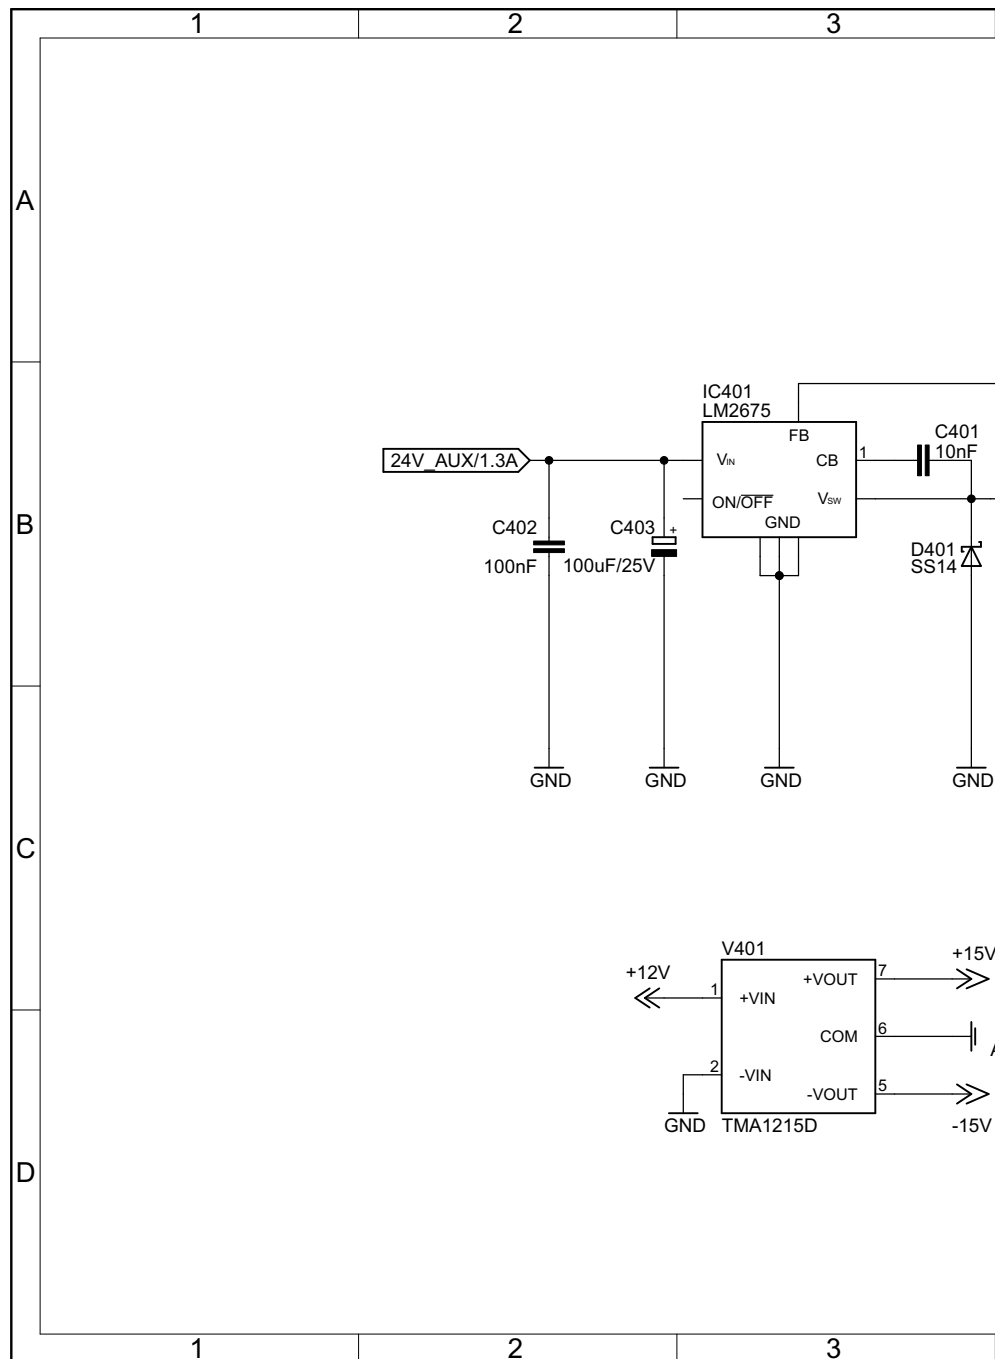 1 2 3
A
IC401
LM2675
FB
C401
10nF
24V_AUX/1.3A
VIN
CB
1
B
ON/OFF
VSW
GND
C402
100nF
C403
+
100uF/25V
D401
SS14
GND GND GND GND
C
V401
+12V
+15V
1
+VIN
+VOUT
7
COM
6
A
2
-VIN
-VOUT
5
GND
TMA1215D
-15V
D
1 2 3